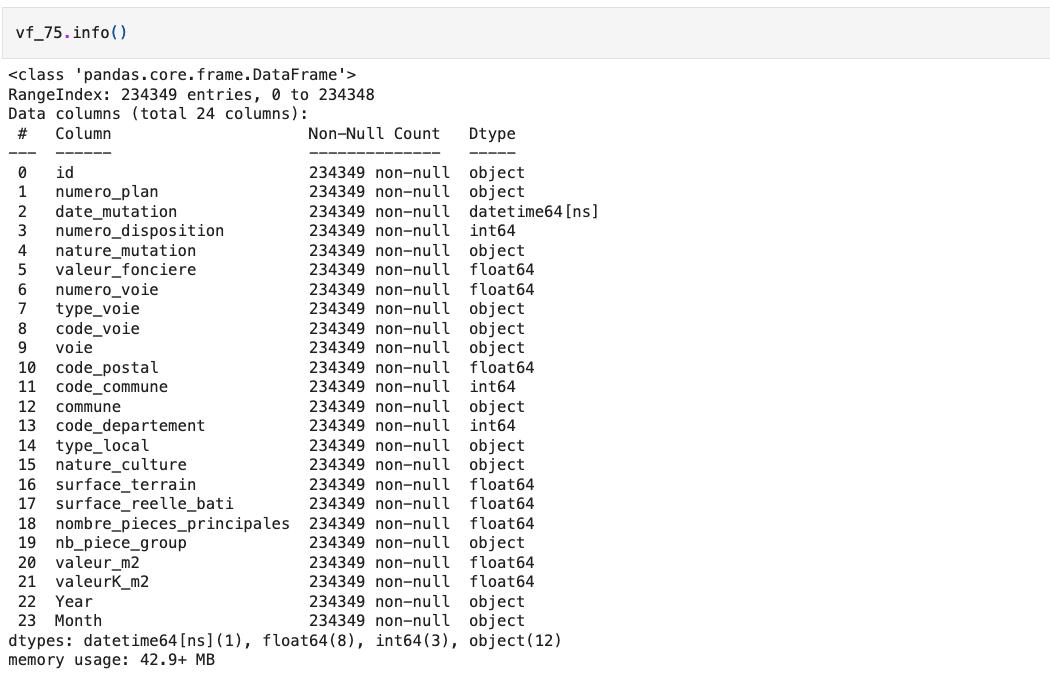 vf_75.info()
<class 'pandas.core.frame.DataFrame'>
RangeIndex: 234349 entries, 0 to 234348
Data columns (total 24 columns):
 #   Column                     Non-Null Count   Dtype
---  ------                     --------------   -----
 0   id                         234349 non-null  object
 1   numero_plan                234349 non-null  object
 2   date_mutation              234349 non-null  datetime64[ns]
 3   numero_disposition         234349 non-null  int64
 4   nature_mutation            234349 non-null  object
 5   valeur_fonciere            234349 non-null  float64
 6   numero_voie                234349 non-null  float64
 7   type_voie                  234349 non-null  object
 8   code_voie                  234349 non-null  object
 9   voie                       234349 non-null  object
 10  code_postal                234349 non-null  float64
 11  code_commune               234349 non-null  int64
 12  commune                    234349 non-null  object
 13  code_departement           234349 non-null  int64
 14  type_local                 234349 non-null  object
 15  nature_culture             234349 non-null  object
 16  surface_terrain            234349 non-null  float64
 17  surface_reelle_bati        234349 non-null  float64
 18  nombre_pieces_principales  234349 non-null  float64
 19  nb_piece_group             234349 non-null  object
 20  valeur_m2                  234349 non-null  float64
 21  valeurK_m2                 234349 non-null  float64
 22  Year                       234349 non-null  object
 23  Month                      234349 non-null  object
dtypes: datetime64[ns](1), float64(8), int64(3), object(12)
memory usage: 42.9+ MB